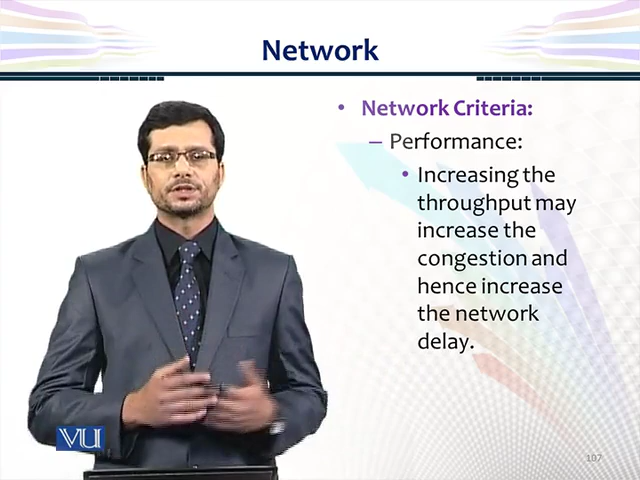 Network
• Network Criteria:
– Performance:
• Increasing the
throughput may
increase the
congestion and
hence increase
the network
delay.
VU
107